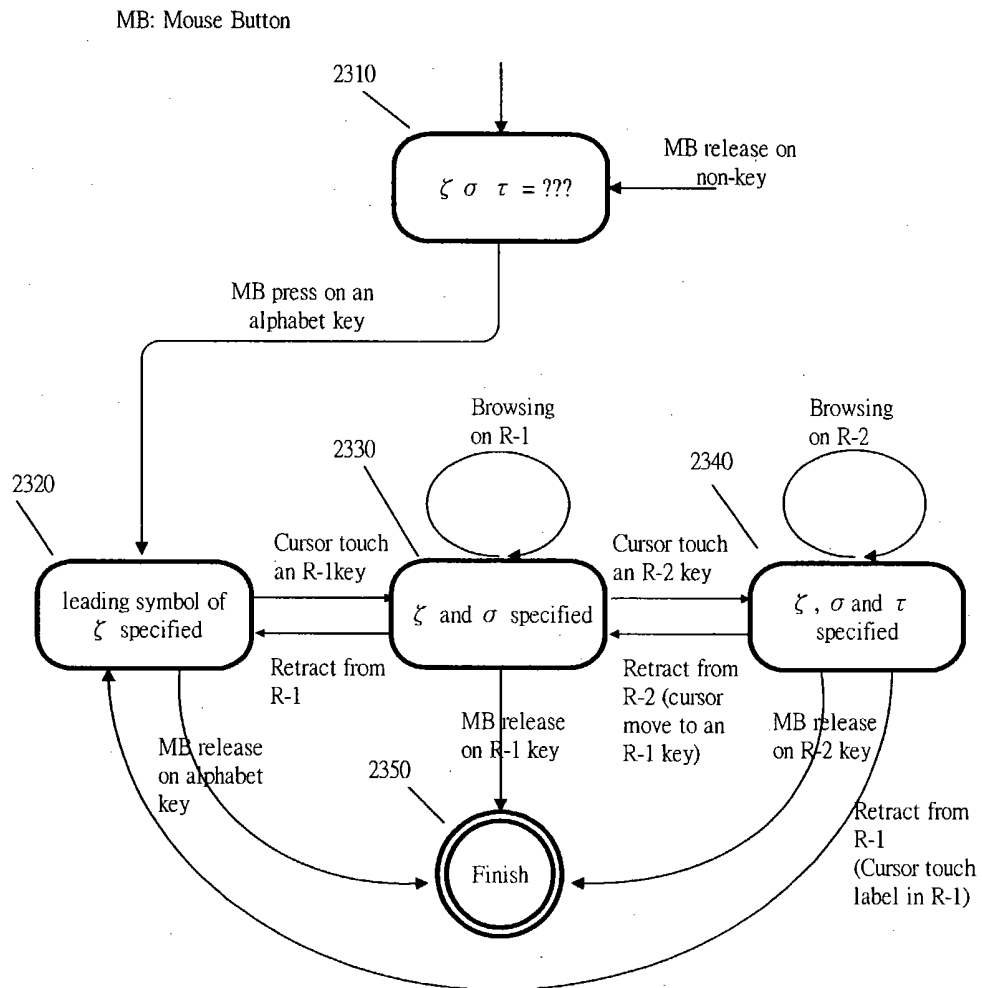 MB: Mouse Button
2310
ζ σ τ = ???
MB release on
non-key
MB press on an
alphabet key
Browsing
on R-1
Browsing
on R-2
2320
2330
2340
leading symbol of
ζ specified
Cursor touch
an R-1key
ζ and σ specified
Cursor touch
an R-2 key
ζ , σ and τ
specified
Retract from
R-1
Retract from
R-2 (cursor
move to an
R-1 key)
MB release
on alphabet
key
MB release
on R-1 key
MB release
on R-2 key
2350
Finish
Retract from
R-1
(Cursor touch
label in R-1)